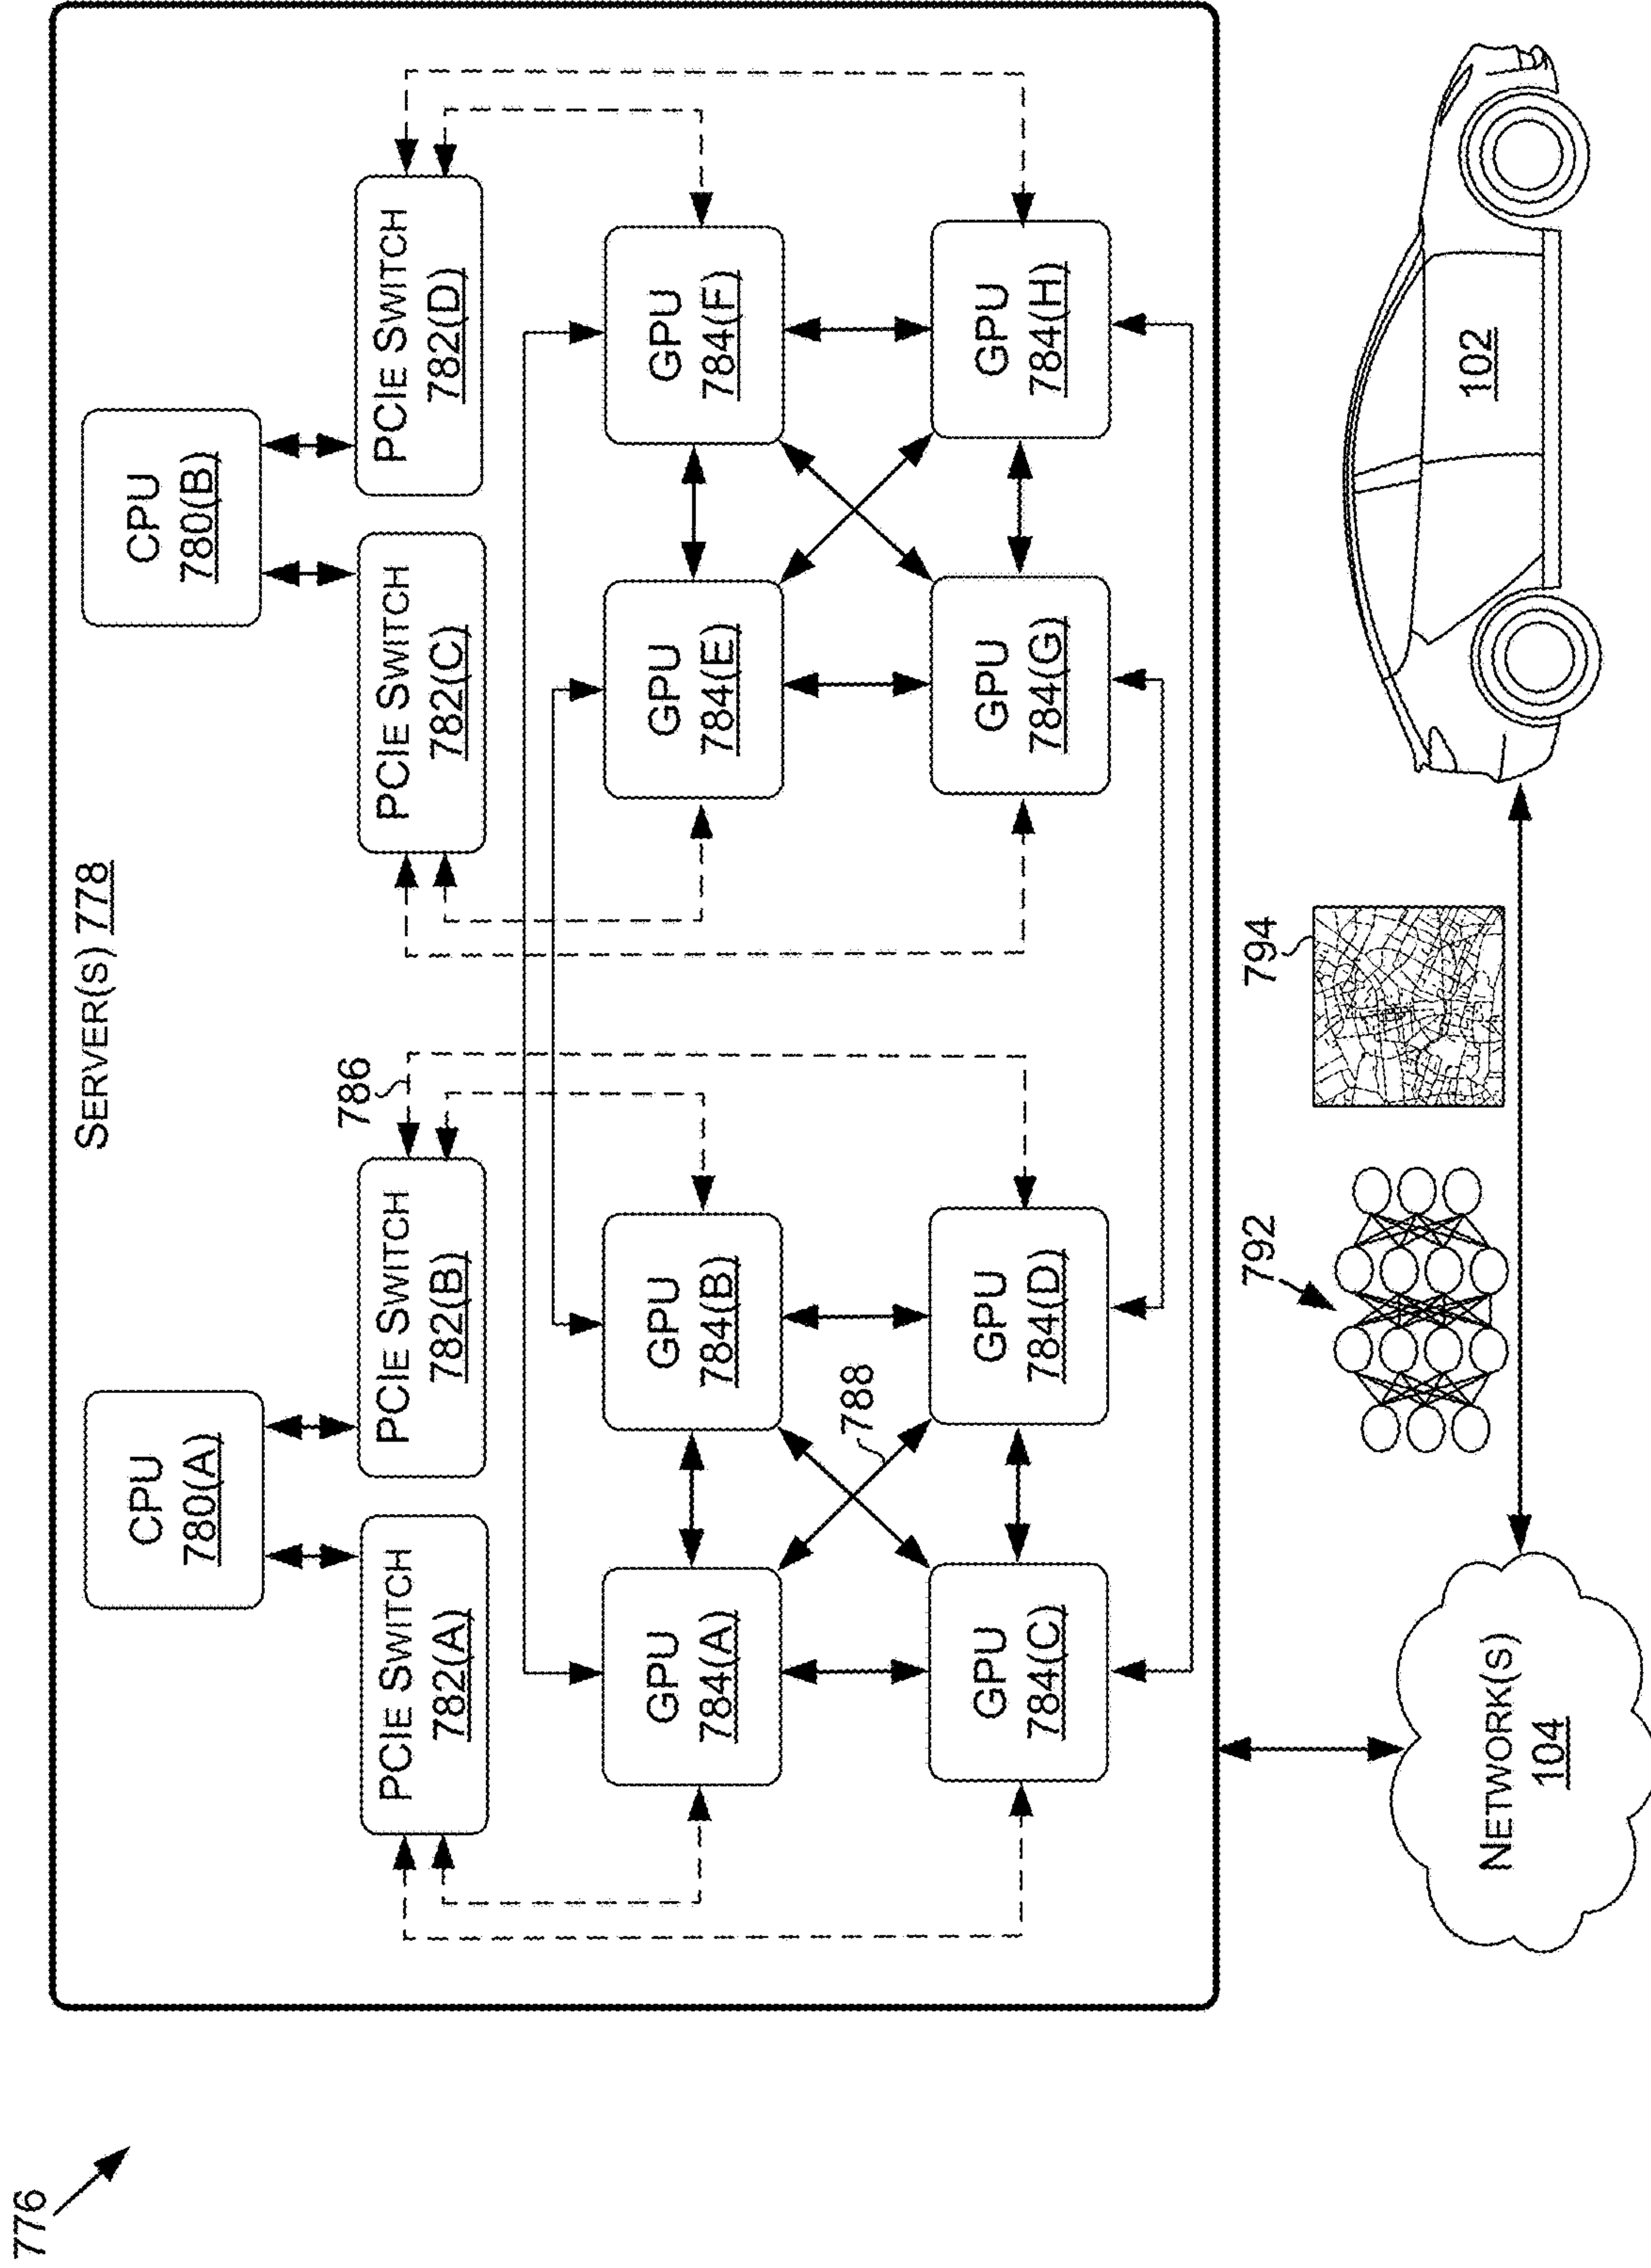 776
SERVER(S) 778
CPU
780(A)
CPU
780(B)
PCIE SWITCH
782(A)
PCIE SWITCH
782(B)
786
PCIE SWITCH
782(C)
PCIE SWITCH
782(D)
GPU
784(A)
GPU
784(B)
GPU
784(E)
GPU
784(F)
788
GPU
784(C)
GPU
784(D)
GPU
784(G)
GPU
784(H)
NETWORK(S)
104
792
794
102